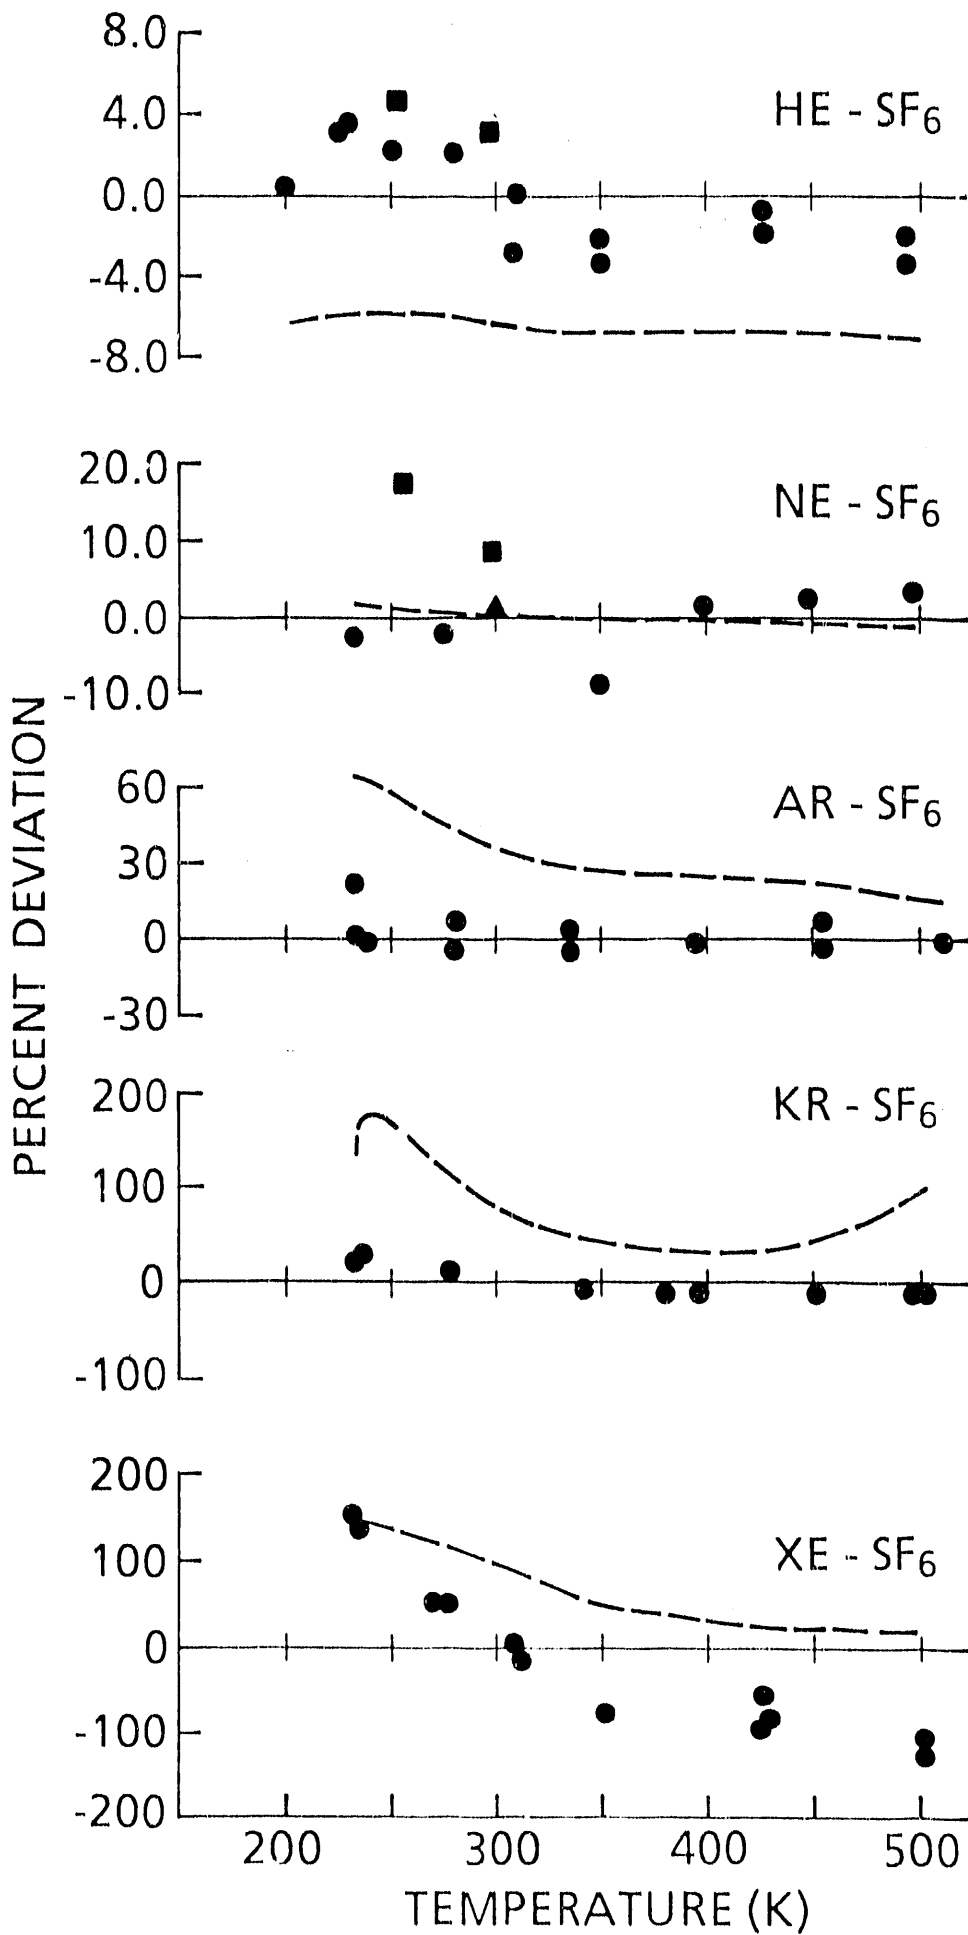 8.0
4.0
0.0
-4.0
-8.0
HE - SF6
20.0
10.0
0.0
-10.0
NE - SF6
60
30
0
-30
AR - SF6
200
100
0
-100
KR - SF6
200
100
0
-100
-200
XE - SF6
PERCENT DEVIATION
200 300 400 500
TEMPERATURE (K)